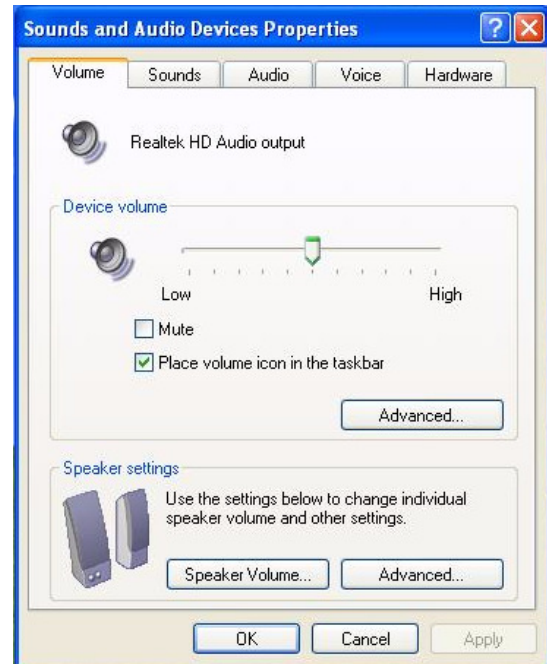 Sounds and Audio Devices Properties
Volume Sounds Audio Voice Hardware
Realtek HD Audio output
Device volume
Low High
Mute
Place volume icon in the taskbar
Advanced...
Speaker settings
Use the settings below to change individual
speaker volume and other settings.
Speaker Volume... Advanced...
OK Cancel Apply